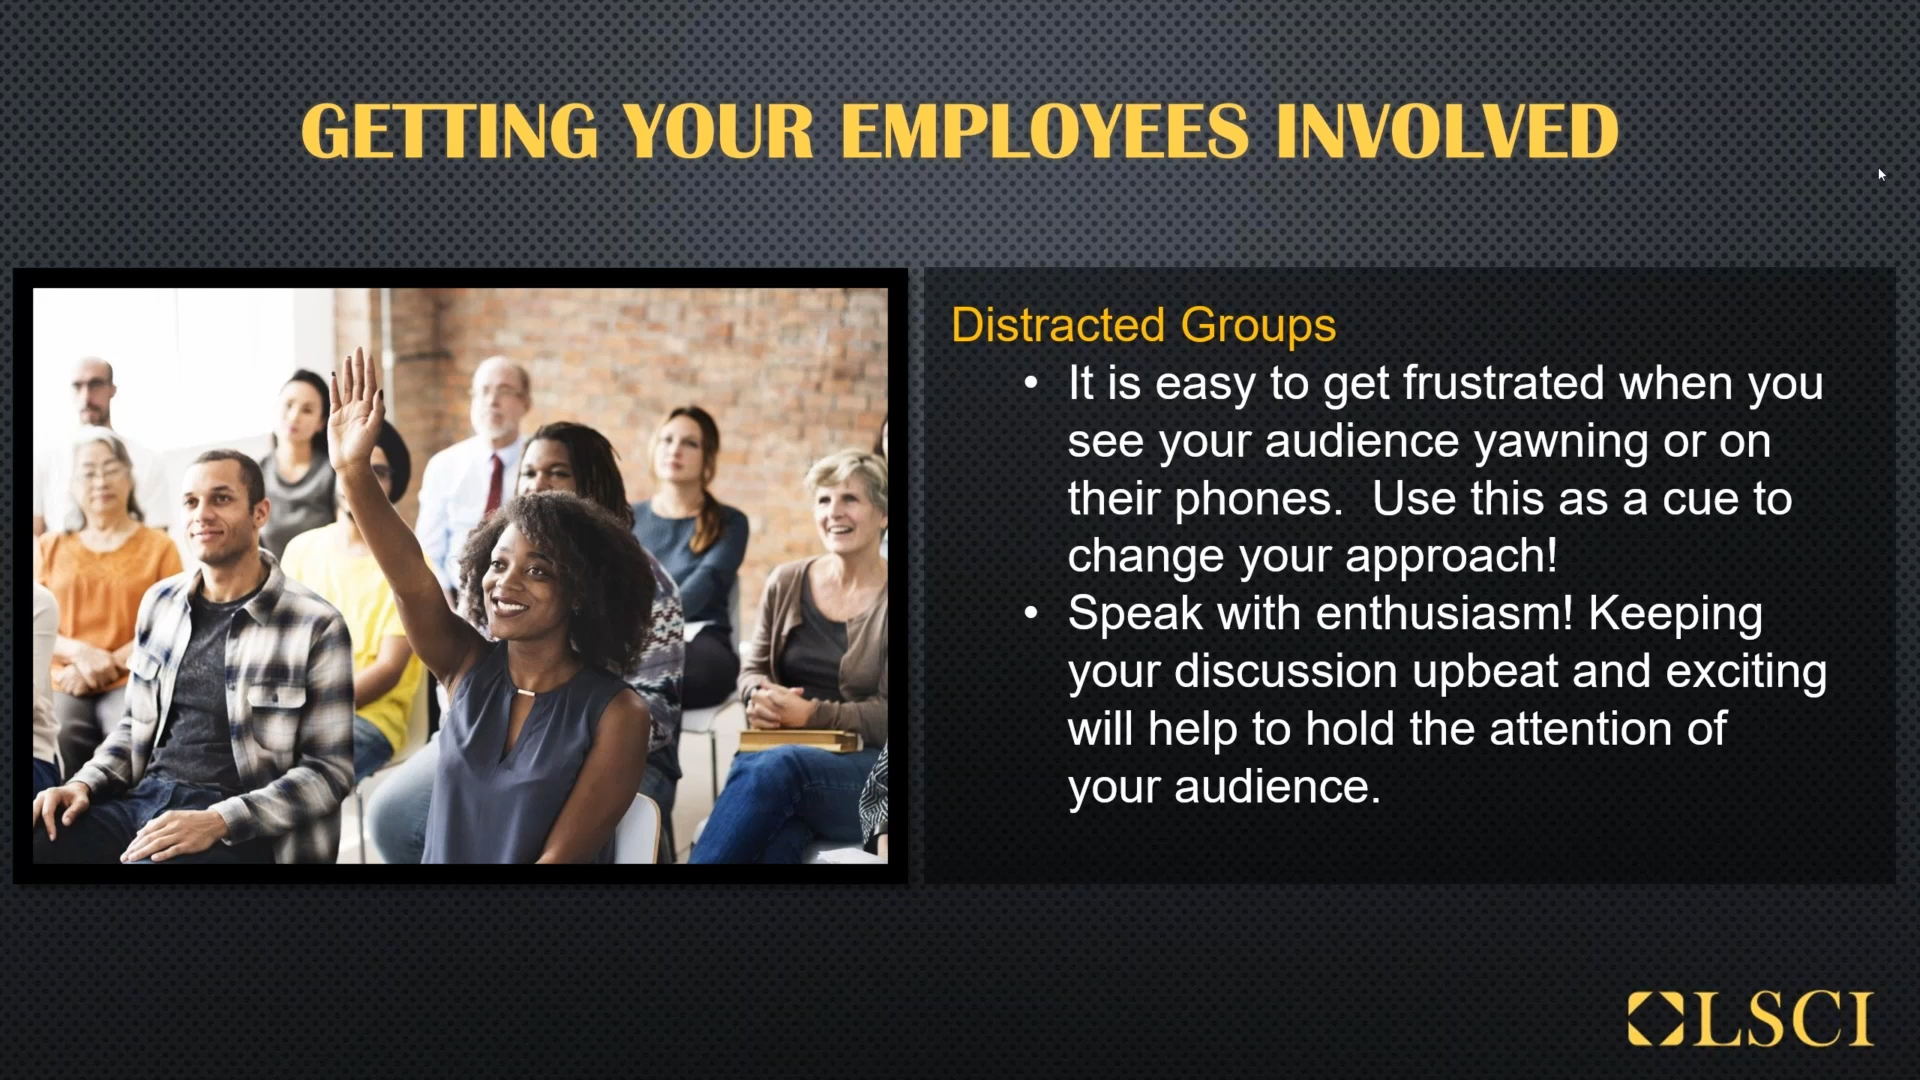 GETTING YOUR EMPLOYEES INVOLVED
Distracted Groups
• It is easy to get frustrated when you
see your audience yawning or on
their phones.  Use this as a cue to
change your approach!
• Speak with enthusiasm! Keeping
your discussion upbeat and exciting
will help to hold the attention of
your audience.
LSCI